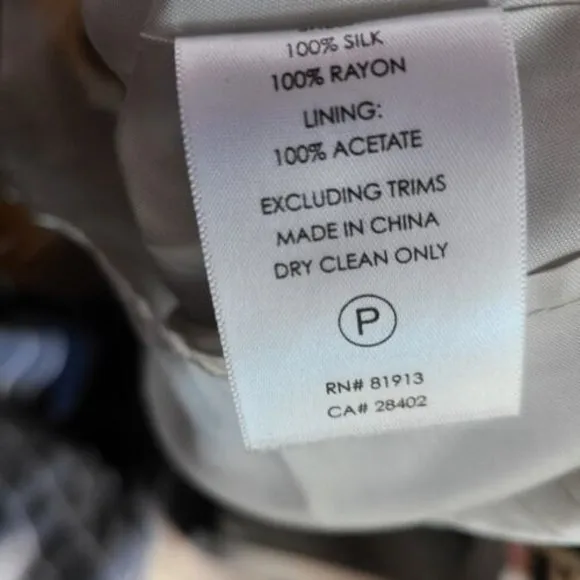 100% SILK
100% RAYON
LINING:
100% ACETATE
EXCLUDING TRIMS
MADE IN CHINA
DRY CLEAN ONLY
P
RN# 81913
CA# 28402